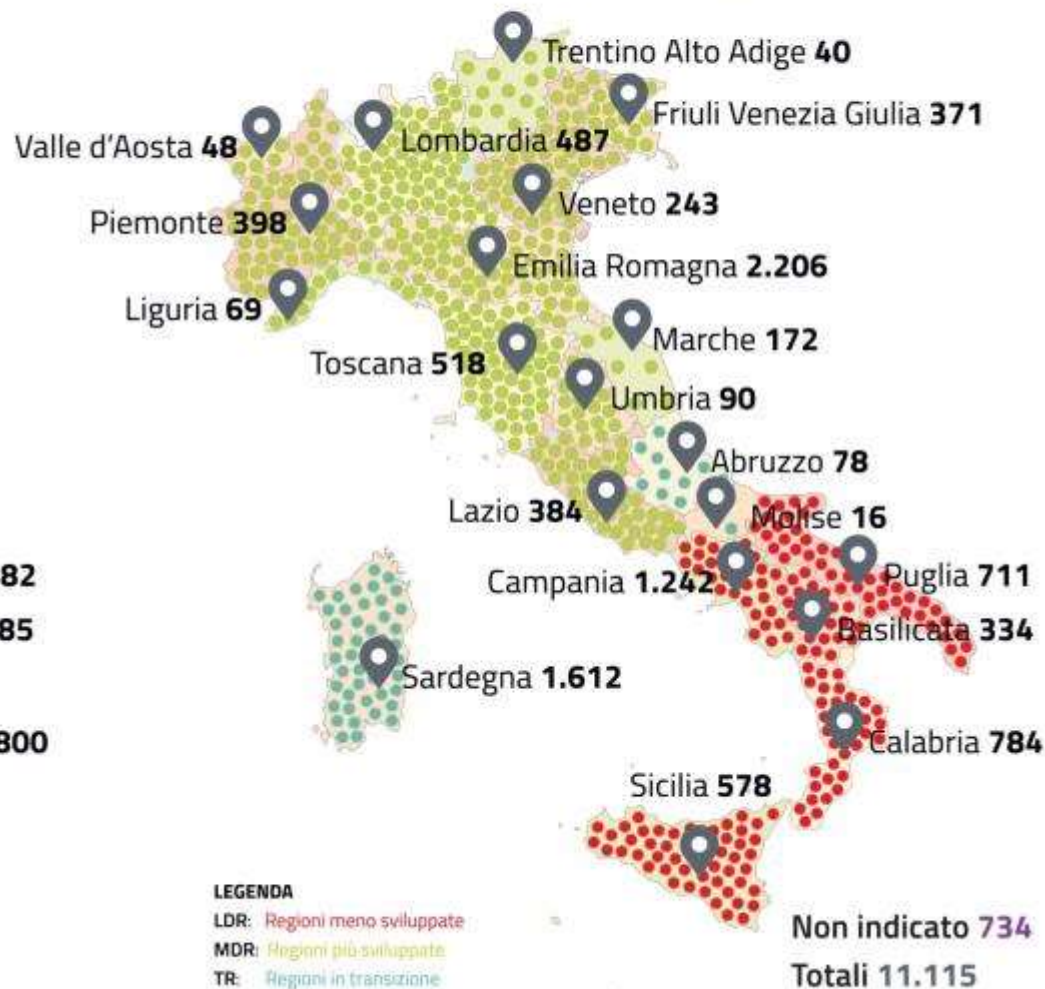 Trentino Alto Adige 40
Friuli Venezia Giulia 371
Valle d'Aosta 48
Lombardia 487
Veneto 243
Piemonte 398
Emilia Romagna 2.206
Liguria 69
Marche 172
Toscana 518
Umbria 90
Abruzzo 78
Lazio 384
Molise 16
82
Campania 1.242
Puglia 711
85
Basilicata 334
Sardegna 1.612
800
Calabria 784
Sicilia 578
LEGENDA
LDR: Regioni meno sviluppate
MDR: Regioni più sviluppate
TR: Regioni in transizione
Non indicato 734
Totali 11.115